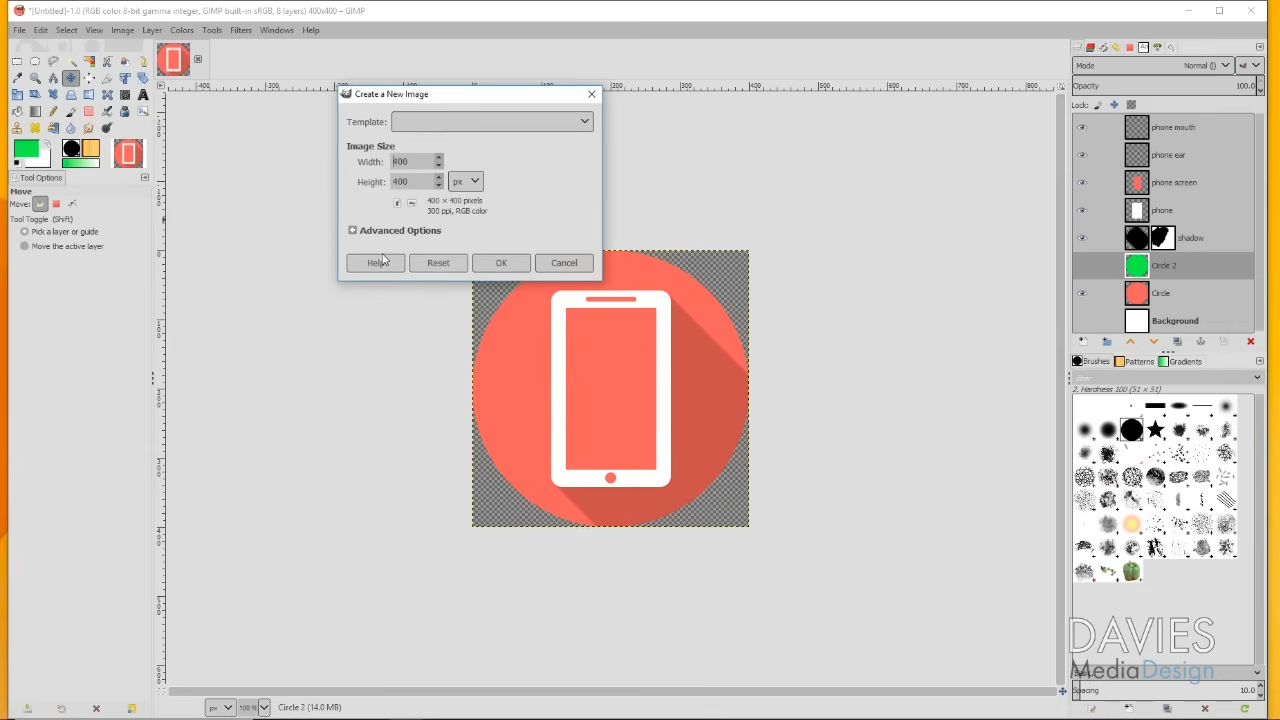 *[Untitled]-1.0 (RGB color 8-bit gamma integer, GIMP built-in sRGB, 8 layers) 400x400 – GIMP
File Edit Select View Image Layer Colors Tools Filters Windows Help
Tool Options
Move
Move:
Tool Toggle (Shift)
Pick a layer or guide
Move the active layer
Create a New Image
Template:
Image Size
Width: 400
Height: 400 px
400 × 400 pixels
300 ppi, RGB color
Advanced Options
Help Reset OK Cancel
Mode Normal ()
Opacity 100.0
Lock:
phone mouth
phone ear
phone screen
phone
shadow
Circle 2
Circle
Background
Brushes Patterns Gradients
filter
2. Hardness 100 (51 × 51)
DAVIES
MediaDesign
Spacing 10.0
px 100 % Circle 2 (14.0 MB)